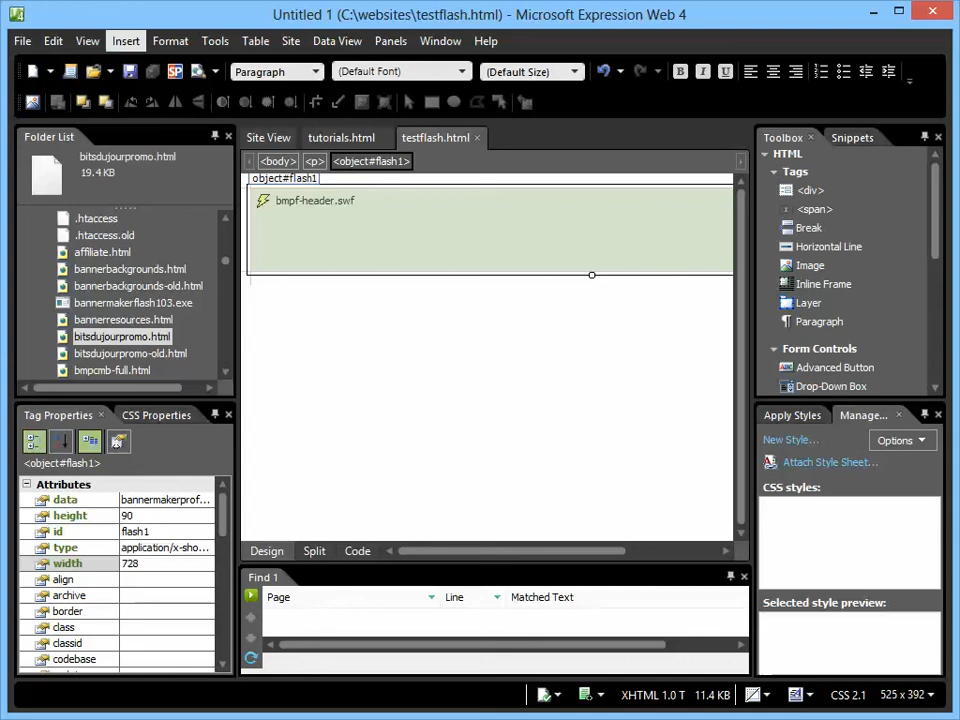 Untitled 1 (C:\websites\testflash.html) - Microsoft Expression Web 4
File Edit View Insert Format Tools Table Site Data View Panels Window Help
Paragraph (Default Font) (Default Size) B I U
Folder List
bitsdujourpromo.html
19.4 KB
.htaccess
.htaccess.old
affiliate.html
bannerbackgrounds.html
bannerbackgrounds-old.html
bannermakerflash103.exe
bannerresources.html
bitsdujourpromo.html
bitsdujourpromo-old.html
bmpcmb-full.html
Tag Properties CSS Properties
<object#flash1>
Attributes
data bannermakerprof...
height 90
id flash1
type application/x-sho...
width 728
align
archive
border
class
classid
codebase
Site View tutorials.html testflash.html
<body> <p> <object#flash1>
object#flash1
bmpf-header.swf
Design Split Code
Find 1
Page Line Matched Text
Toolbox Snippets
HTML
Tags
<div>
<span>
Break
Horizontal Line
Image
Inline Frame
Layer
Paragraph
Form Controls
Advanced Button
Drop-Down Box
Apply Styles Manage...
New Style... Options
Attach Style Sheet...
CSS styles:
Selected style preview:
XHTML 1.0 T 11.4 KB CSS 2.1 525 x 392